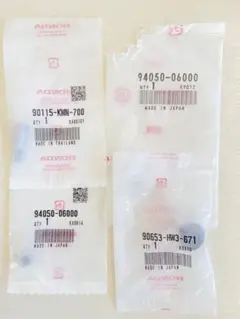 90115-KWN-700
QTY 1
MADE IN THAILAND
94050-06000
QTY 1
MADE IN JAPAN
94050-06000
QTY 1
MADE IN JAPAN
90653-HW3-671
QTY 1
MADE IN JAPAN